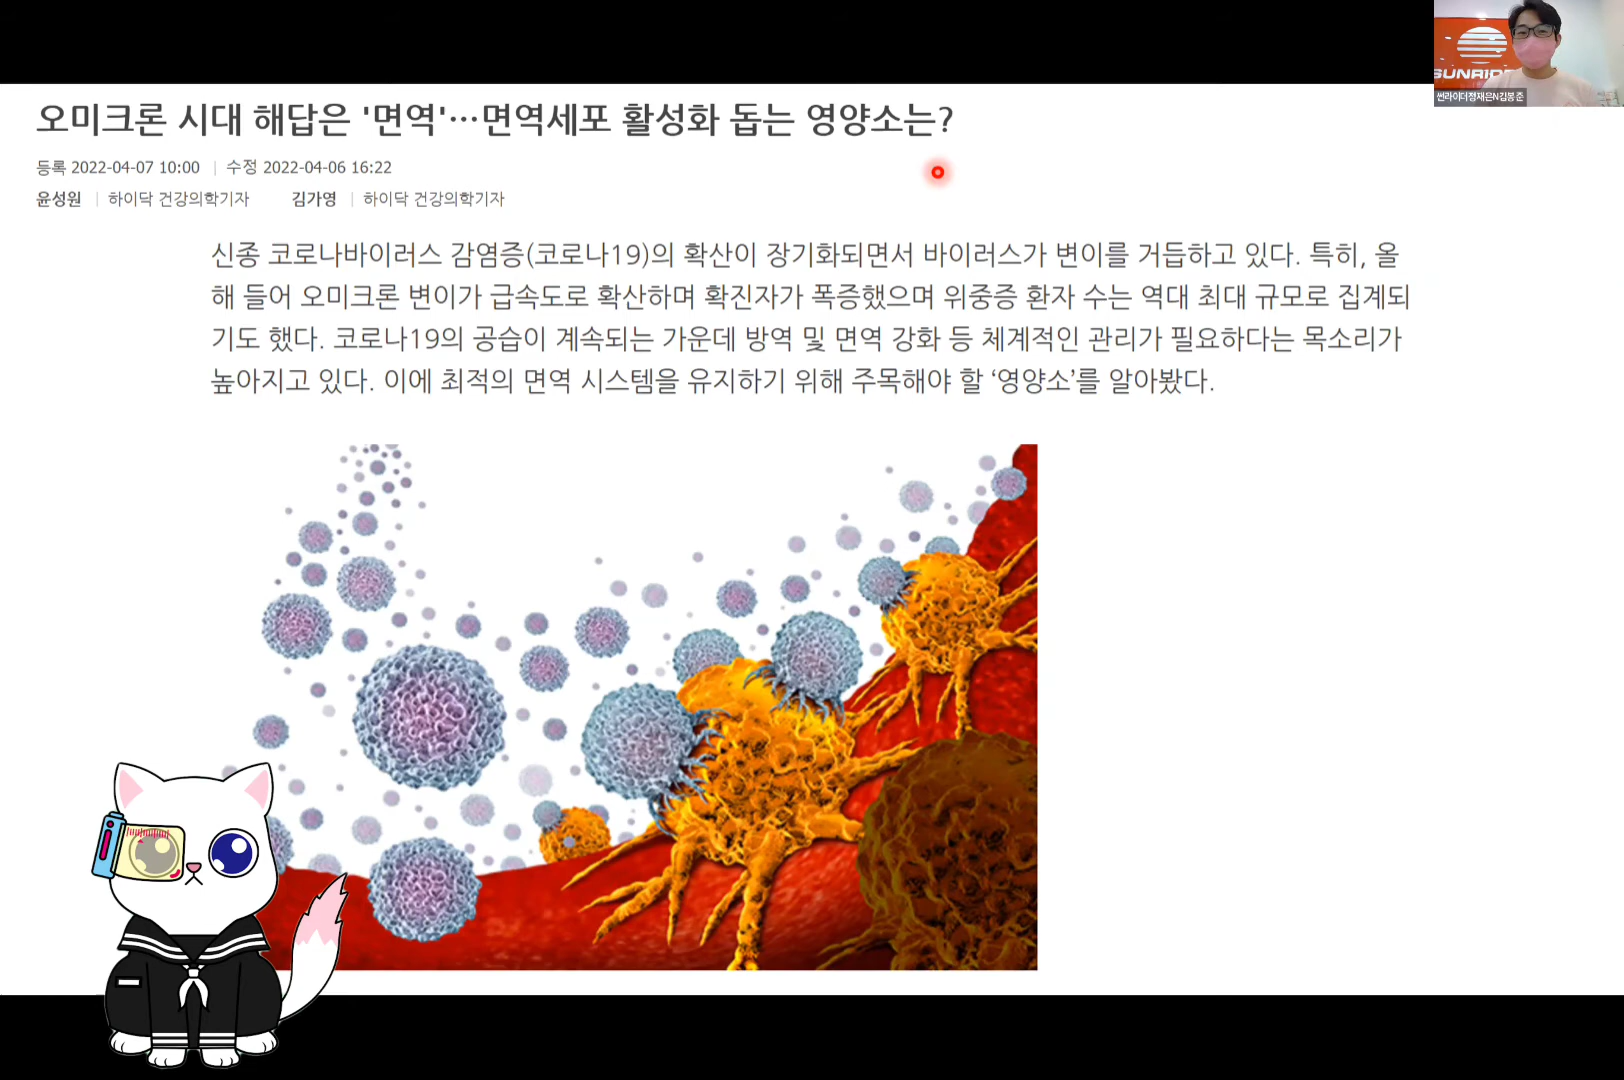 오미크론 시대 해답은 '면역'…면역세포 활성화 돕는 영양소는?
등록 2022-04-07 10:00 | 수정 2022-04-06 16:22
윤성원 | 하이닥 건강의학기자 김가영 | 하이닥 건강의학기자
신종 코로나바이러스 감염증(코로나19)의 확산이 장기화되면서 바이러스가 변이를 거듭하고 있다. 특히, 올
해 들어 오미크론 변이가 급속도로 확산하며 확진자가 폭증했으며 위중증 환자 수는 역대 최대 규모로 집계되
기도 했다. 코로나19의 공습이 계속되는 가운데 방역 및 면역 강화 등 체계적인 관리가 필요하다는 목소리가
높아지고 있다. 이에 최적의 면역 시스템을 유지하기 위해 주목해야 할 ‘영양소’를 알아봤다.
SUNRID
썬라이더정재은N김봉준